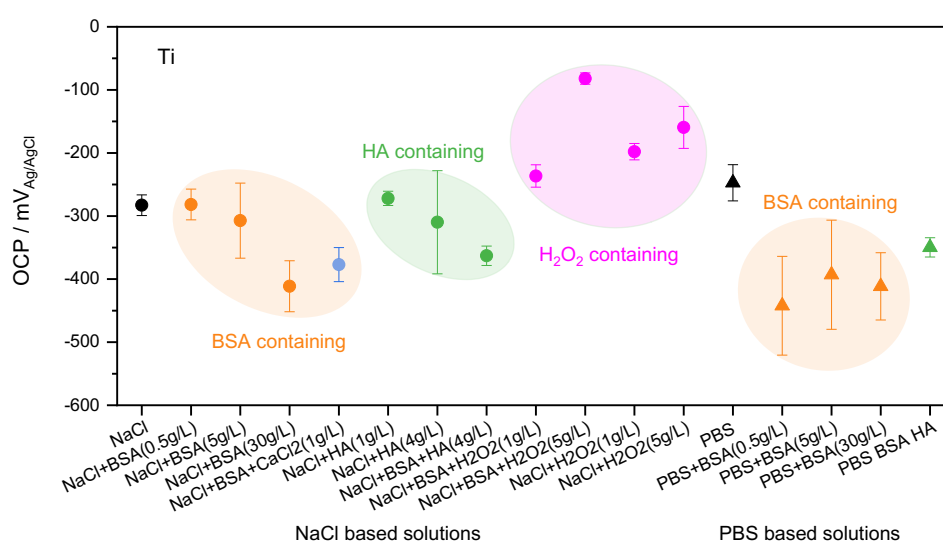 0
-100
-200
-300
-400
-500
-600
OCP / mV Ag/AgCl
Ti
HA containing
BSA containing
H₂O₂ containing
BSA containing
NaCl
NaCl+BSA(0.5g/L)
NaCl+BSA(5g/L)
NaCl+BSA(30g/L)
NaCl+BSA+CaCl2(1g/L)
NaCl+HA(1g/L)
NaCl+HA(4g/L)
NaCl+BSA+HA(4g/L)
NaCl+BSA+H2O2(1g/L)
NaCl+BSA+H2O2(5g/L)
NaCl+H2O2(1g/L)
NaCl+H2O2(5g/L)
PBS
PBS+BSA(0.5g/L)
PBS+BSA(5g/L)
PBS+BSA(30g/L)
PBS BSA HA
NaCl based solutions
PBS based solutions